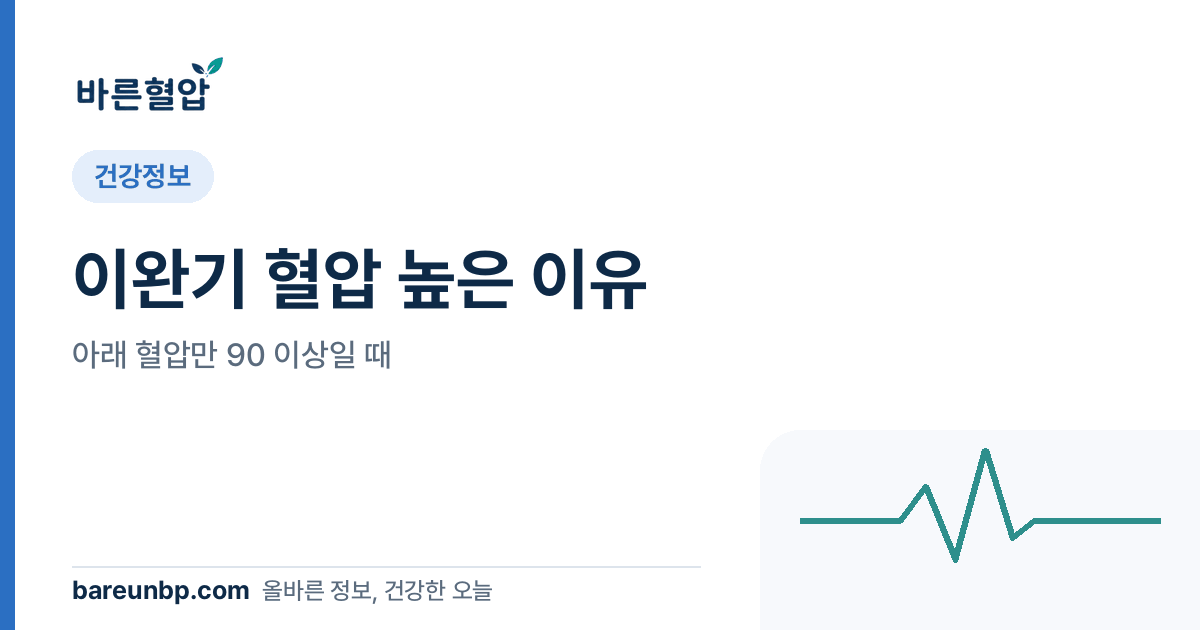 바른혈압
건강정보
이완기 혈압 높은 이유
아래 혈압만 90 이상일 때
bareunbp.com 올바른 정보, 건강한 오늘